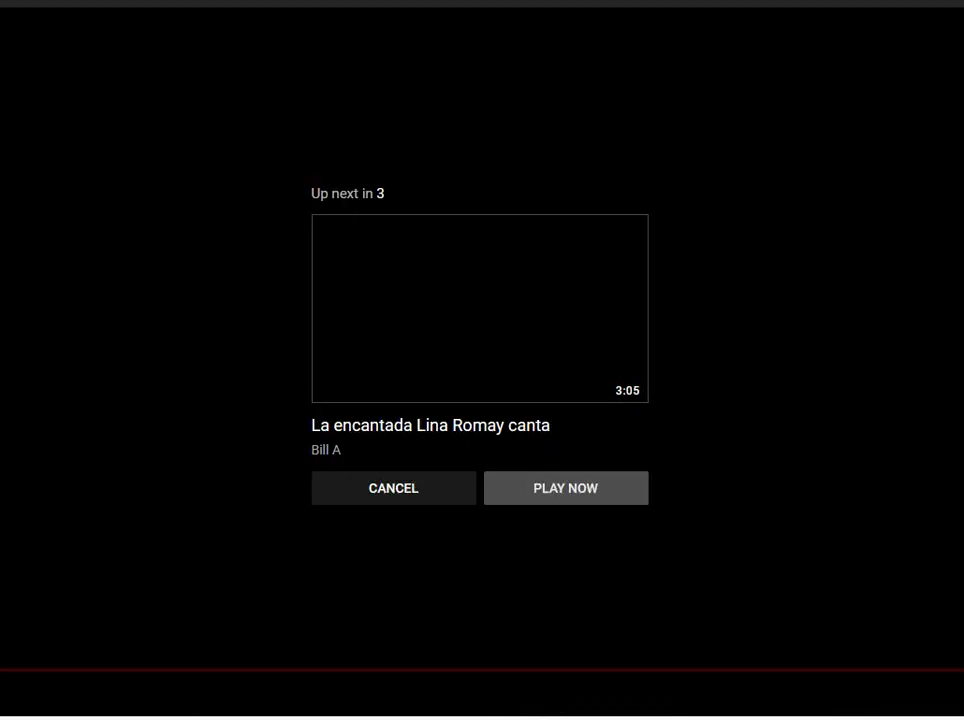 Up next in 3
3:05
La encantada Lina Romay canta
Bill A
CANCEL
PLAY NOW